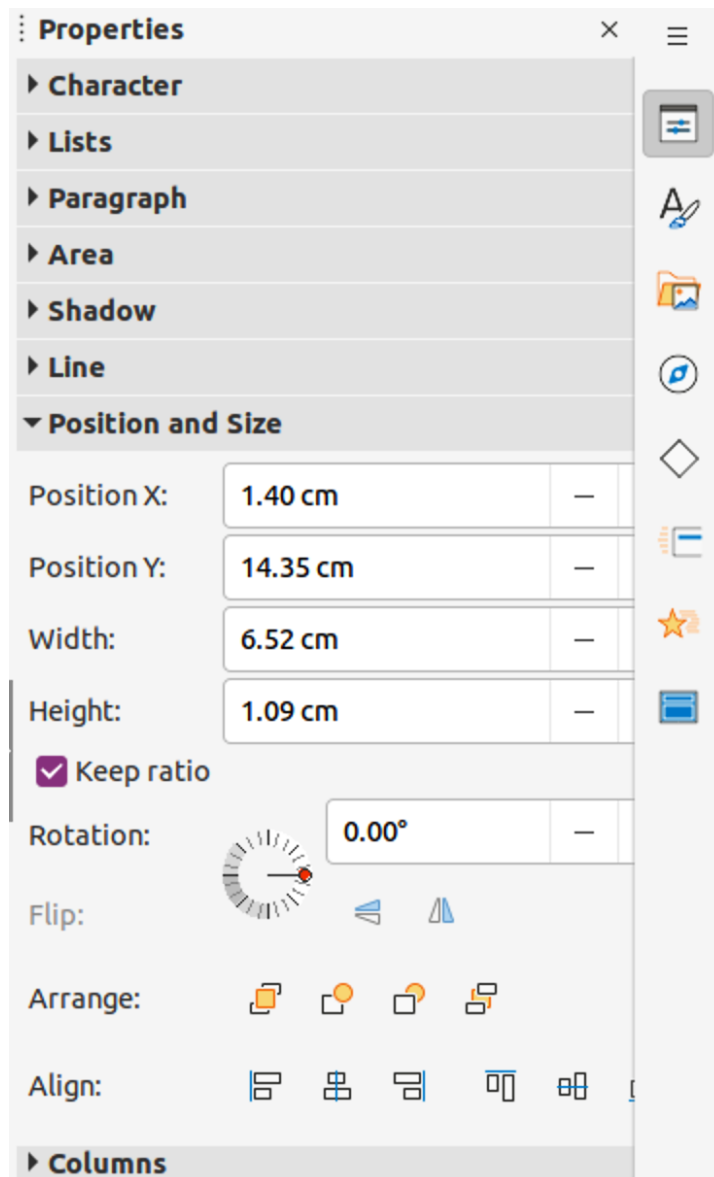 Properties
Character
Lists
Paragraph
Area
Shadow
Line
Position and Size
Position X: 1.40 cm
Position Y: 14.35 cm
Width: 6.52 cm
Height: 1.09 cm
Keep ratio
Rotation: 0.00°
Flip:
Arrange:
Align:
Columns